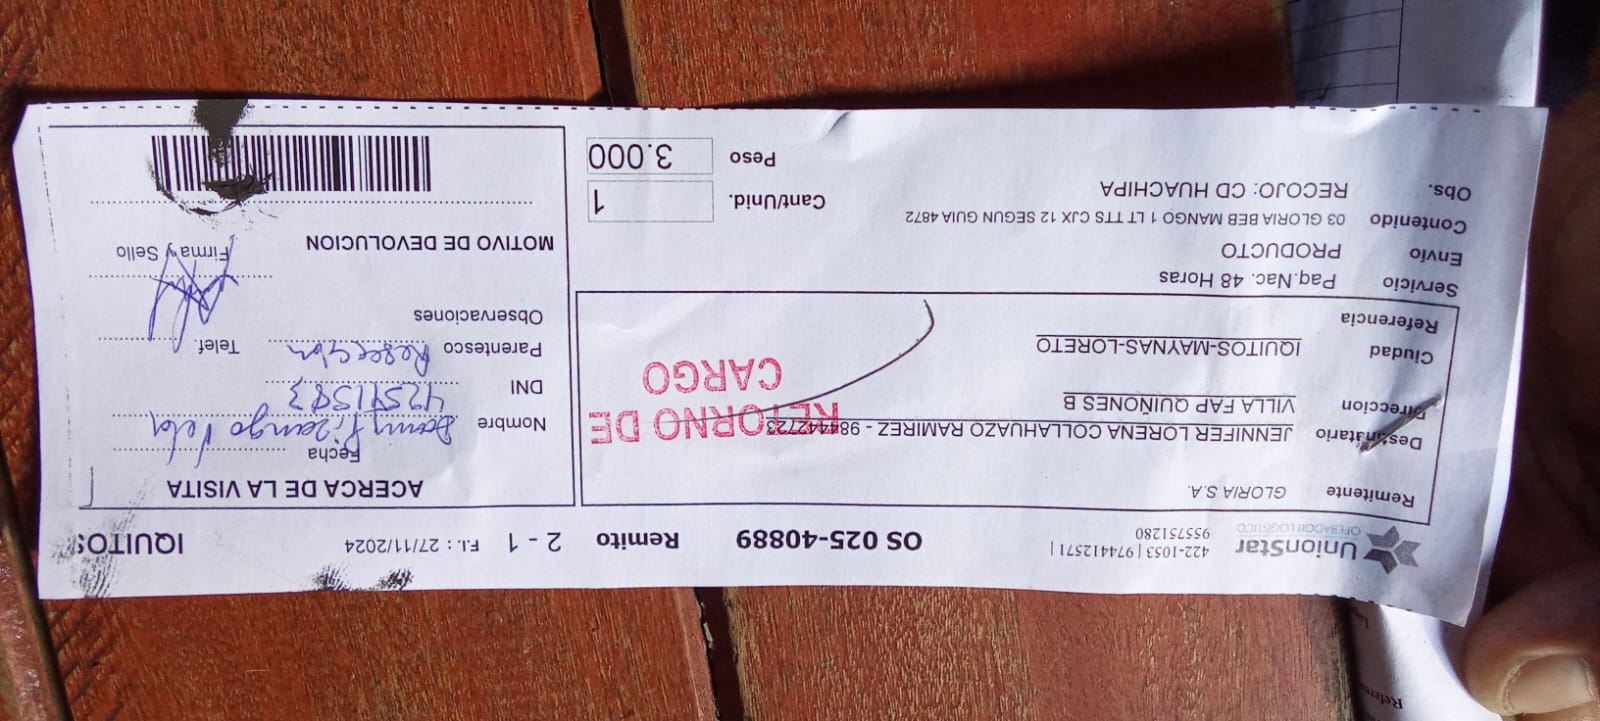 UnionStar
OPERADOR LOGÍSTICO
422-1053 | 974412571 |
955751280
OS 025-40889
Remito 2 - 1 F.I.: 27/11/2024
IQUITOS
Remitente GLORIA S.A.
Destinatario JENNIFER LORENA COLLAHUAZO RAMIREZ - 984442723
Direccion VILLA FAP QUIÑONES B
Ciudad IQUITOS-MAYNAS-LORETO
Referencia
RETORNO DE
CARGO
Servicio Paq.Nac. 48 Horas
Envio PRODUCTO
Contenido 03 GLORIA BEB MANGO 1 LT TTS CJX 12 SEGUN GUIA 4872
Obs. RECOJO: CD HUACHIPA
Cant/Unid. 1
Peso 3.000
ACERCA DE LA VISITA
Fecha
Nombre Pizango Vela
DNI
Parentesco Telef.
Observaciones
Firma y Sello
MOTIVO DE DEVOLUCION